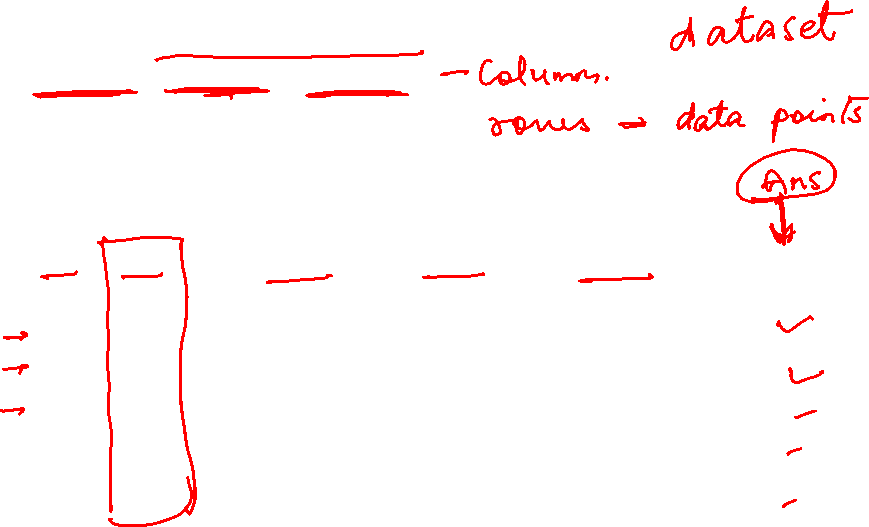 dataset
- Columns.
rows - data points
Ans